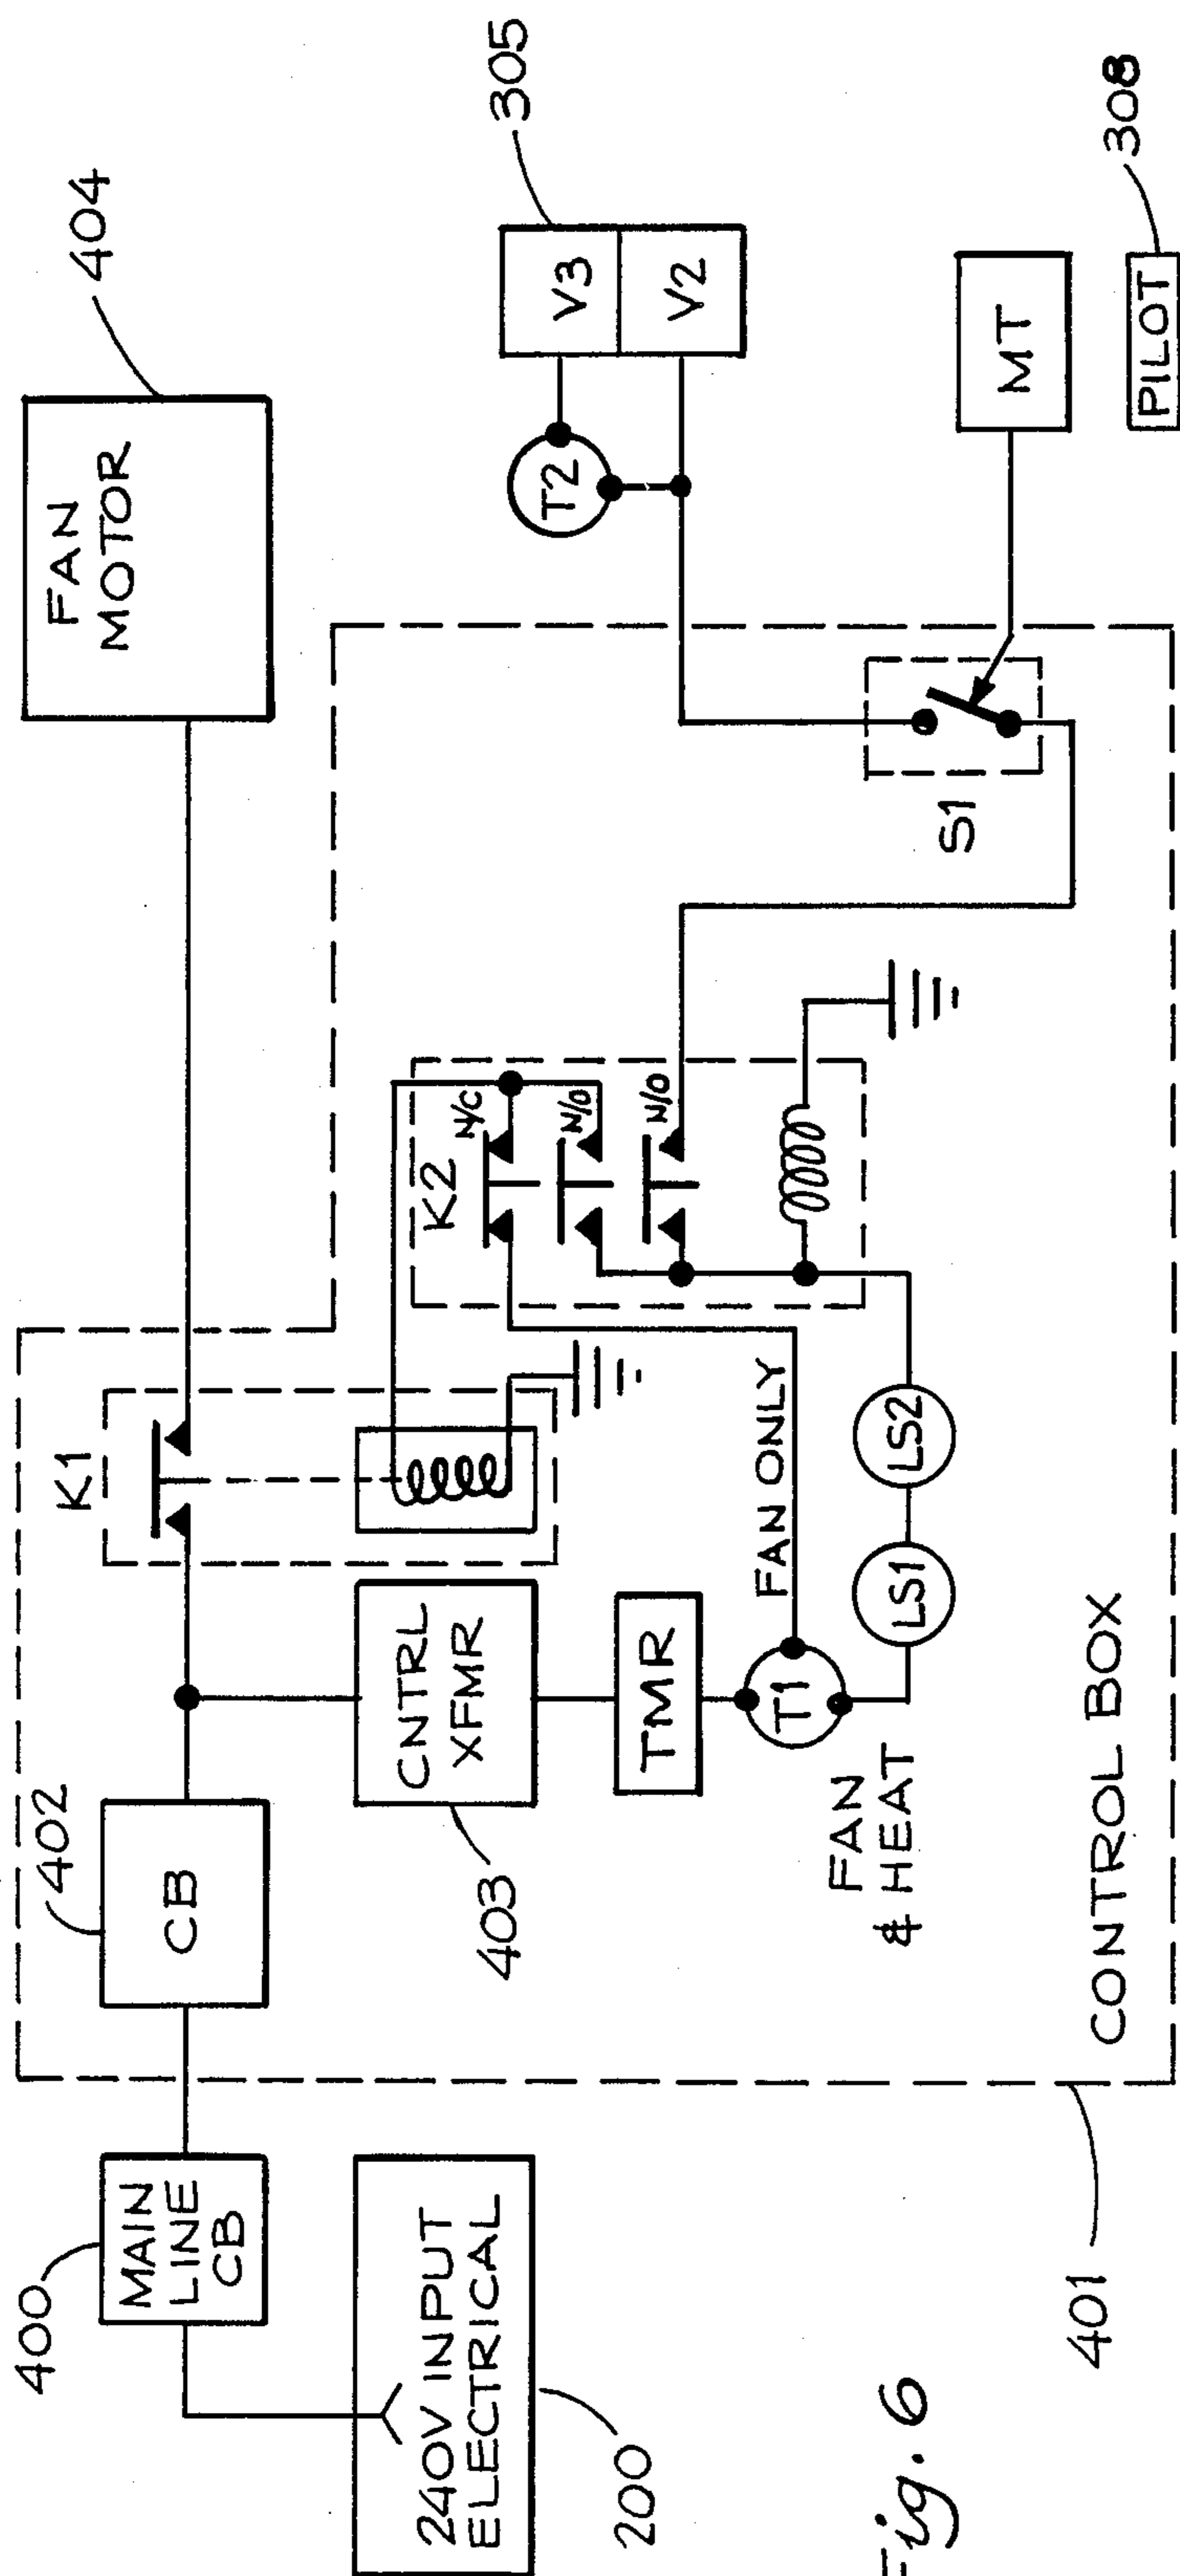 400
MAIN
LINE
CB
240V INPUT
ELECTRICAL
200
402
CB
K1
FAN
MOTOR
404
CNTRL
XFMR
403
TMR
T1
FAN ONLY
FAN
& HEAT
LS1
LS2
K2
N/C
N/O
N/O
S1
T2
V3
V2
305
MT
PILOT
308
CONTROL BOX
401
Fig. 6